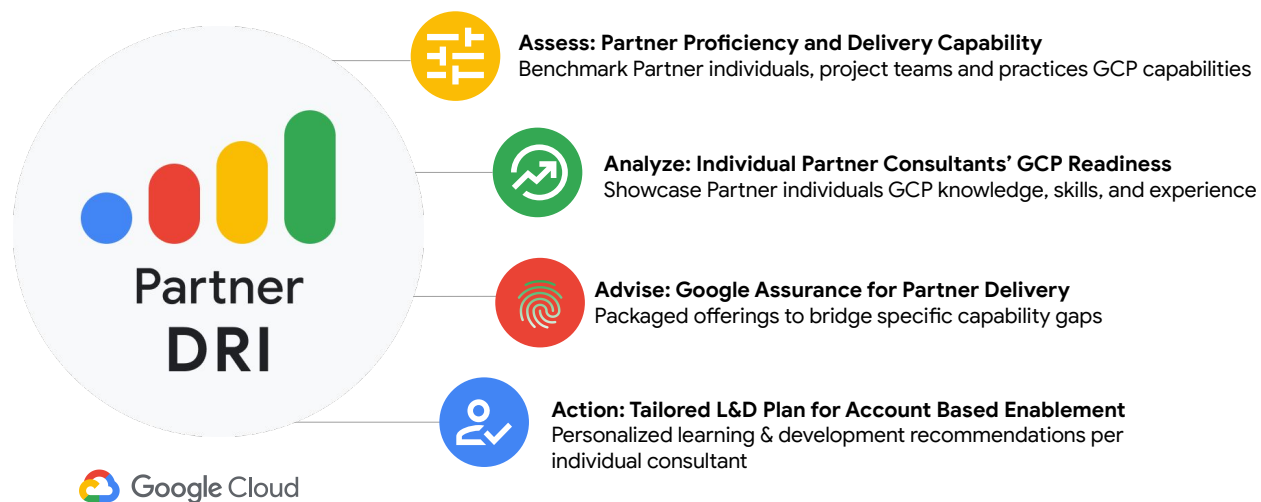 Partner
DRI
Assess: Partner Proficiency and Delivery Capability
Benchmark Partner individuals, project teams and practices GCP capabilities
Analyze: Individual Partner Consultants’ GCP Readiness
Showcase Partner individuals GCP knowledge, skills, and experience
Advise: Google Assurance for Partner Delivery
Packaged offerings to bridge specific capability gaps
Action: Tailored L&D Plan for Account Based Enablement
Personalized learning & development recommendations per
individual consultant
Google Cloud